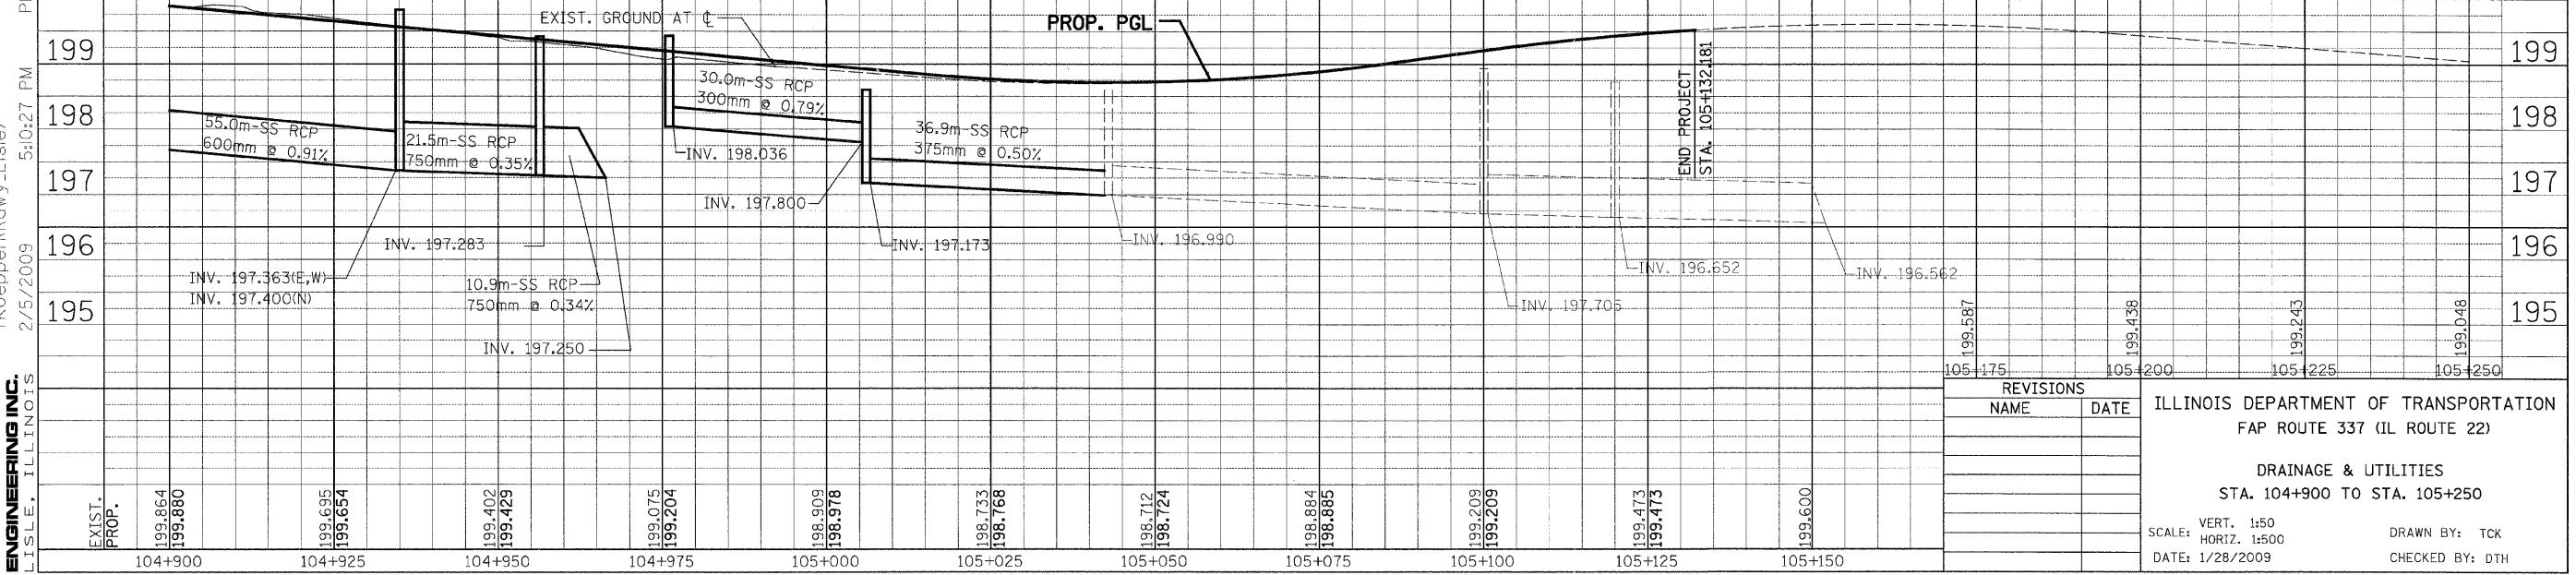 EXIST. GROUND AT ℄
PROP. PGL
199
199
198
198
197
197
196
196
195
195
55.0m-SS RCP
600mm @ 0.91%
21.5m-SS RCP
750mm @ 0.35%
30.0m-SS RCP
300mm @ 0.79%
36.9m-SS RCP
375mm @ 0.50%
INV. 198.036
INV. 197.800
INV. 197.283
INV. 197.173
INV. 196.990
INV. 197.363(E,W)
INV. 197.400(N)
10.9m-SS RCP
750mm @ 0.34%
INV. 197.250
INV. 196.652
INV. 197.705
INV. 196.562
END PROJECT
STA. 105+132.181
199.587
199.438
199.243
199.048
105+175
105+200
105+225
105+250
EXIST.
PROP.
199.864
199.880
199.695
199.654
199.402
199.429
199.075
199.204
198.909
198.978
198.733
198.768
198.712
198.724
198.884
198.885
199.209
199.209
199.473
199.473
199.600
104+900
104+925
104+950
104+975
105+000
105+025
105+050
105+075
105+100
105+125
105+150
REVISIONS
NAME DATE
ILLINOIS DEPARTMENT OF TRANSPORTATION
FAP ROUTE 337 (IL ROUTE 22)
DRAINAGE & UTILITIES
STA. 104+900 TO STA. 105+250
SCALE: VERT. 1:50
HORIZ. 1:500
DRAWN BY: TCK
DATE: 1/28/2009
CHECKED BY: DTH
2/5/2009 5:10:27 PM
ENGINEERING INC.
LISLE, ILLINOIS